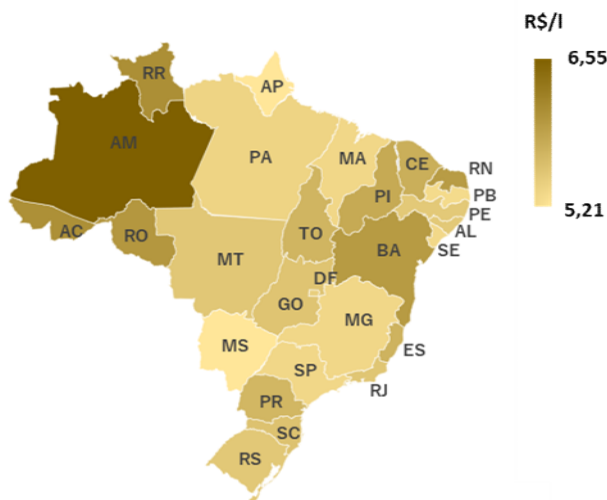 R$/l
6,55
5,21
RR
AP
AM
PA
MA
CE
RN
PI
PB
PE
AL
SE
AC
RO
TO
BA
MT
DF
GO
MG
MS
ES
SP
RJ
PR
SC
RS